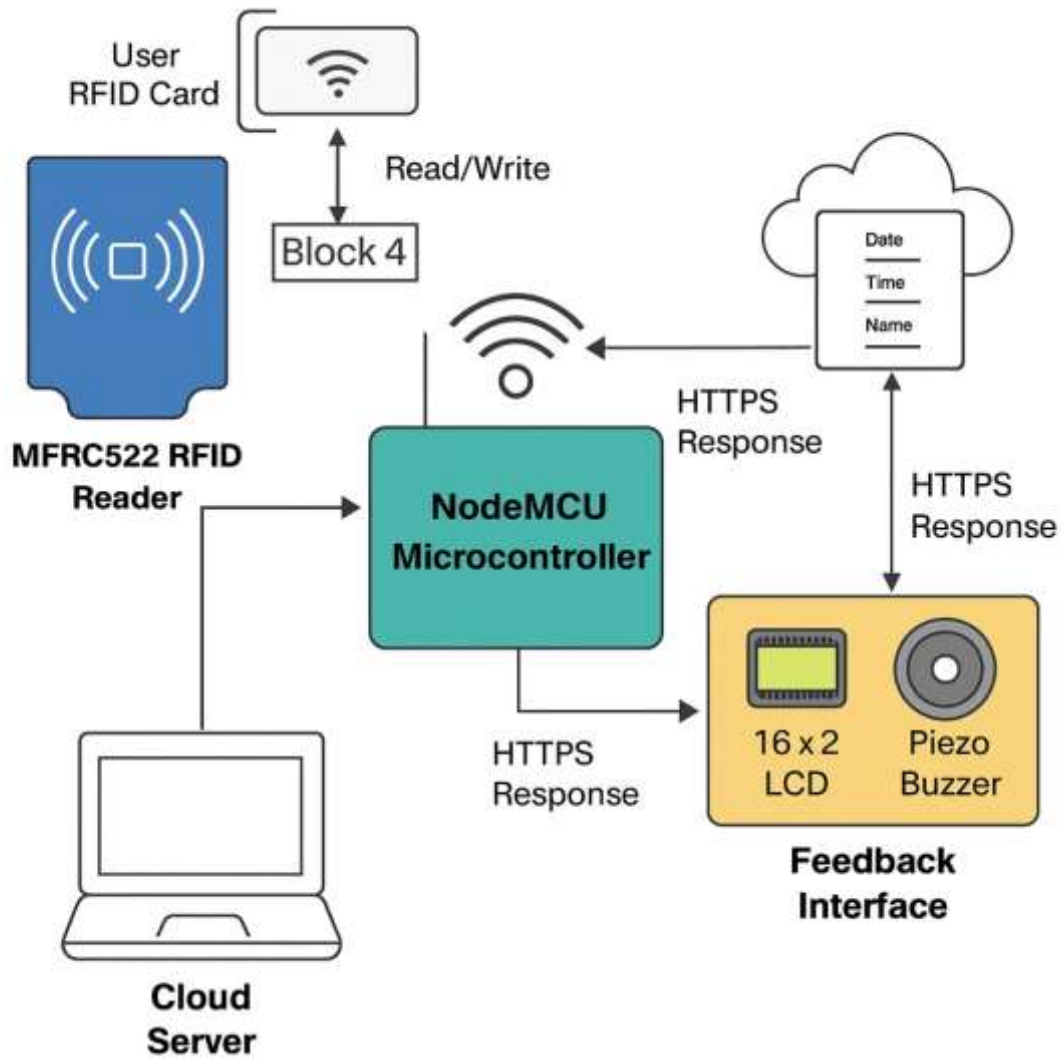 User
RFID Card
Read/Write
Block 4
MFRC522 RFID
Reader
Date
Time
Name
HTTPS
Response
HTTPS
Response
NodeMCU
Microcontroller
HTTPS
Response
16 x 2
LCD
Piezo
Buzzer
Feedback
Interface
Cloud
Server